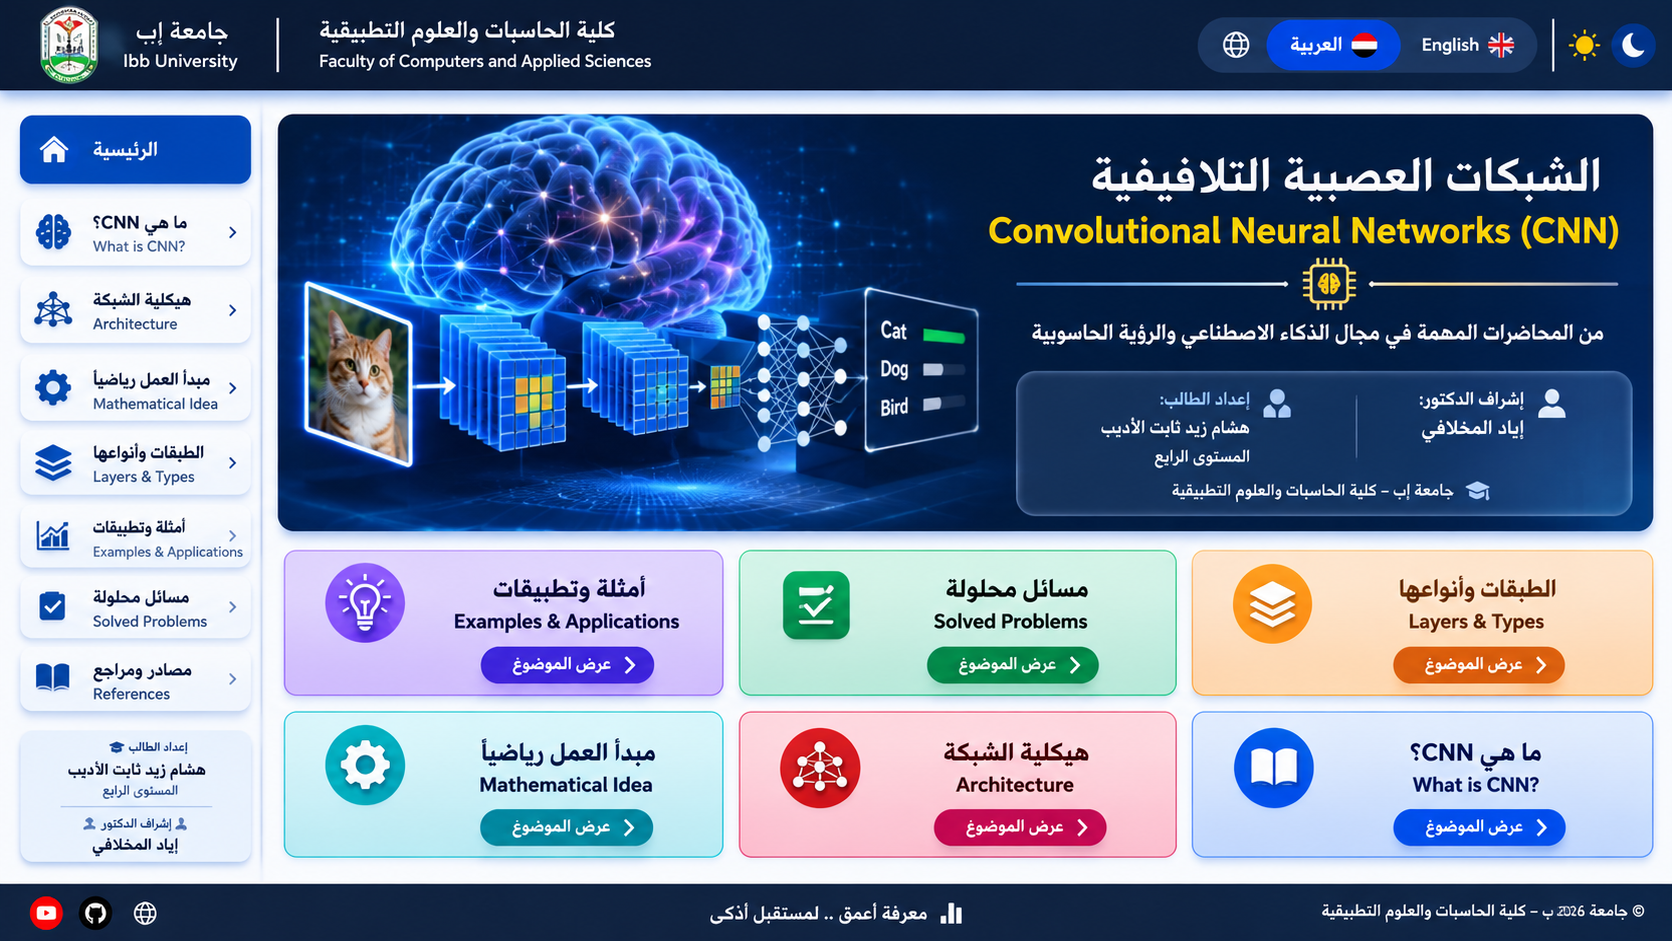 جامعة إب
Ibb University
كلية الحاسبات والعلوم التطبيقية
Faculty of Computers and Applied Sciences
العربية
English
الرئيسية
ما هي CNN؟
What is CNN?
هيكلية الشبكة
Architecture
مبدأ العمل رياضياً
Mathematical Idea
الطبقات وأنواعها
Layers & Types
أمثلة وتطبيقات
Examples & Applications
مسائل محلولة
Solved Problems
مصادر ومراجع
References
إعداد الطالب
هشام زيد ثابت الأديب
المستوى الرابع
إشراف الدكتور
إياد المخلافي
الشبكات العصبية التلافيفية
Convolutional Neural Networks (CNN)
من المحاضرات المهمة في مجال الذكاء الاصطناعي والرؤية الحاسوبية
إشراف الدكتور:
إياد المخلافي
إعداد الطالب:
هشام زيد ثابت الأديب
المستوى الرابع
جامعة إب – كلية الحاسبات والعلوم التطبيقية
Cat
Dog
Bird
الطبقات وأنواعها
Layers & Types
عرض الموضوع
مسائل محلولة
Solved Problems
عرض الموضوع
أمثلة وتطبيقات
Examples & Applications
عرض الموضوع
ما هي CNN؟
What is CNN?
عرض الموضوع
هيكلية الشبكة
Architecture
عرض الموضوع
مبدأ العمل رياضياً
Mathematical Idea
عرض الموضوع
معرفة أعمق .. لمستقبل أذكى
© جامعة 2026 ب – كلية الحاسبات والعلوم التطبيقية